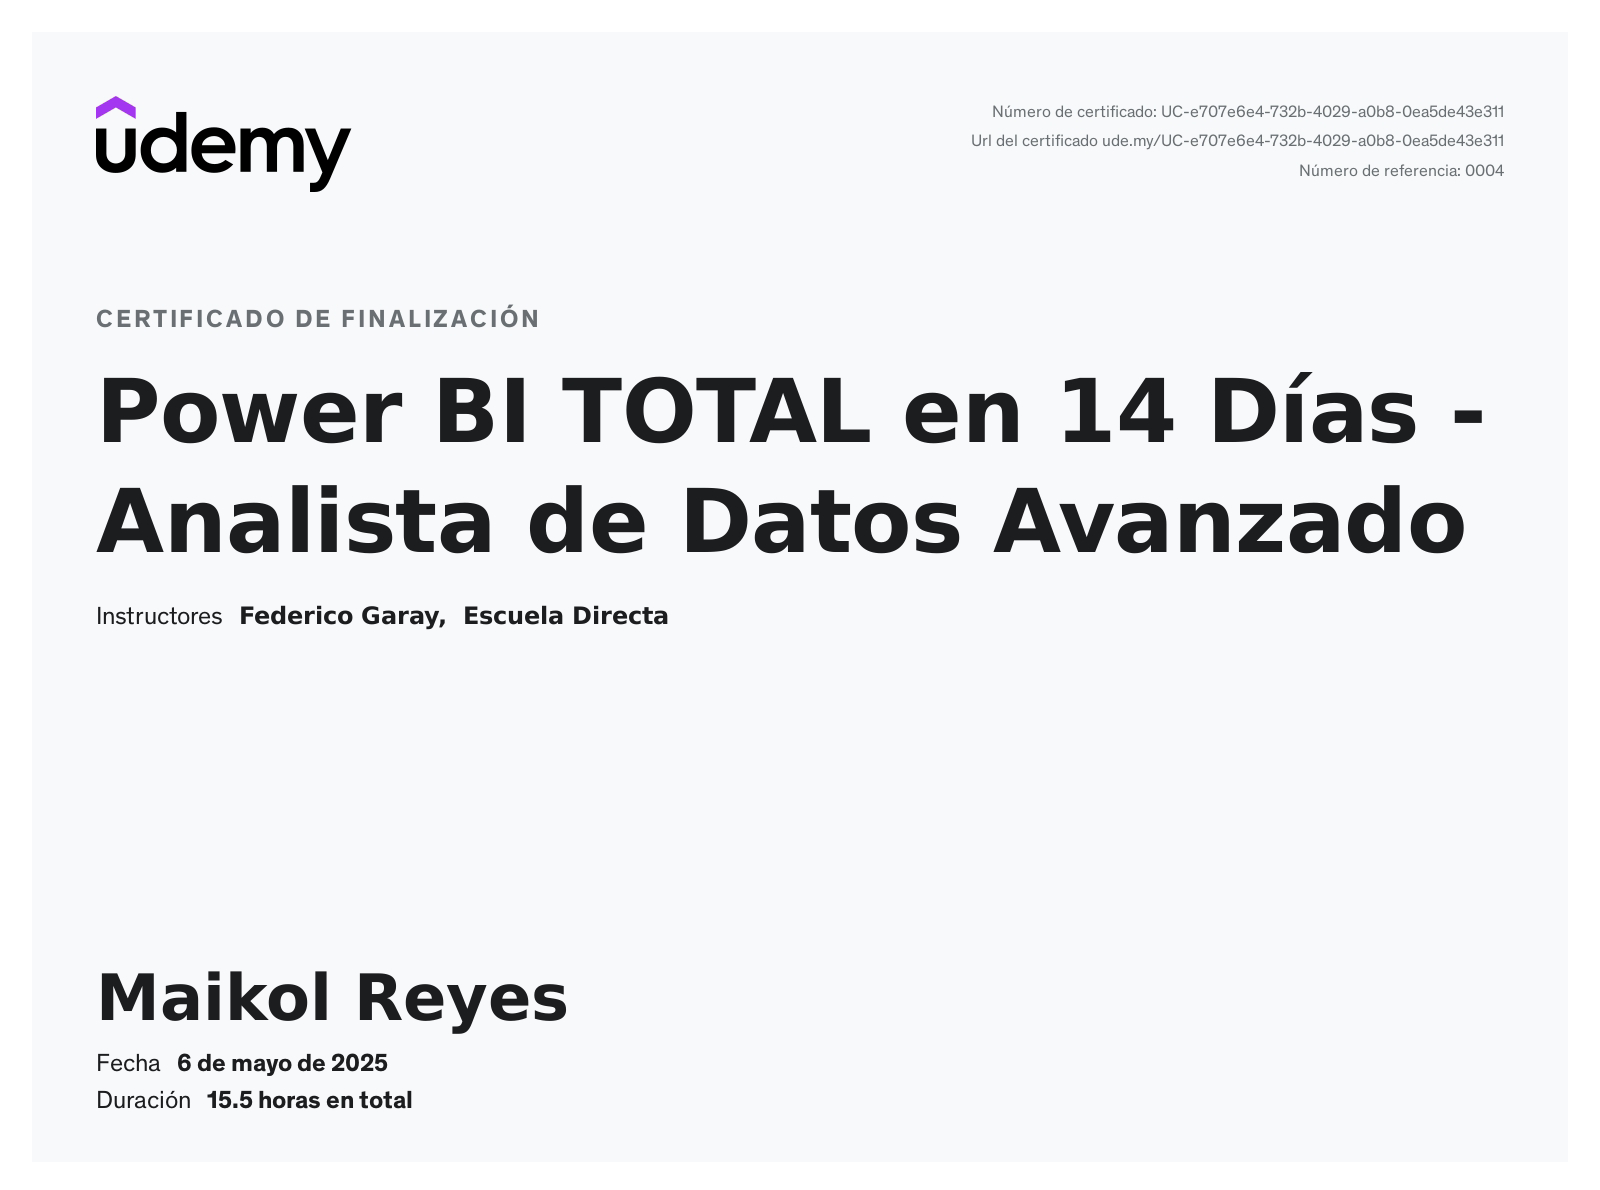 udemy
Número de certificado: UC-e707e6e4-732b-4029-a0b8-0ea5de43e311
Url del certificado ude.my/UC-e707e6e4-732b-4029-a0b8-0ea5de43e311
Número de referencia: 0004
CERTIFICADO DE FINALIZACIÓN
Power BI TOTAL en 14 Días -
Analista de Datos Avanzado
Instructores Federico Garay, Escuela Directa
Maikol Reyes
Fecha 6 de mayo de 2025
Duración 15.5 horas en total